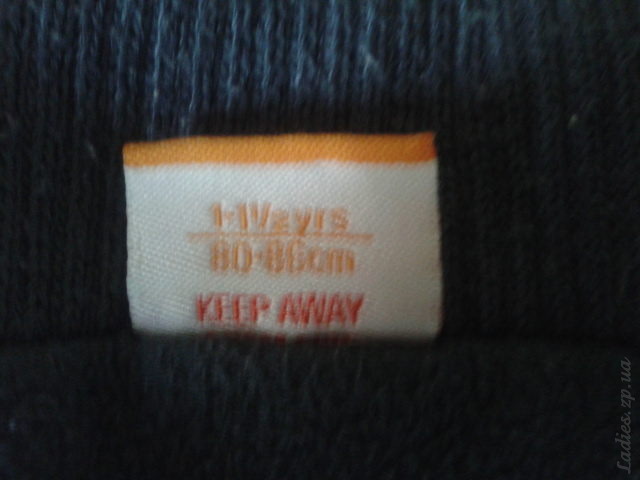 1-1½yrs
80-86cm
KEEP AWAY
Ladies.zp.ua